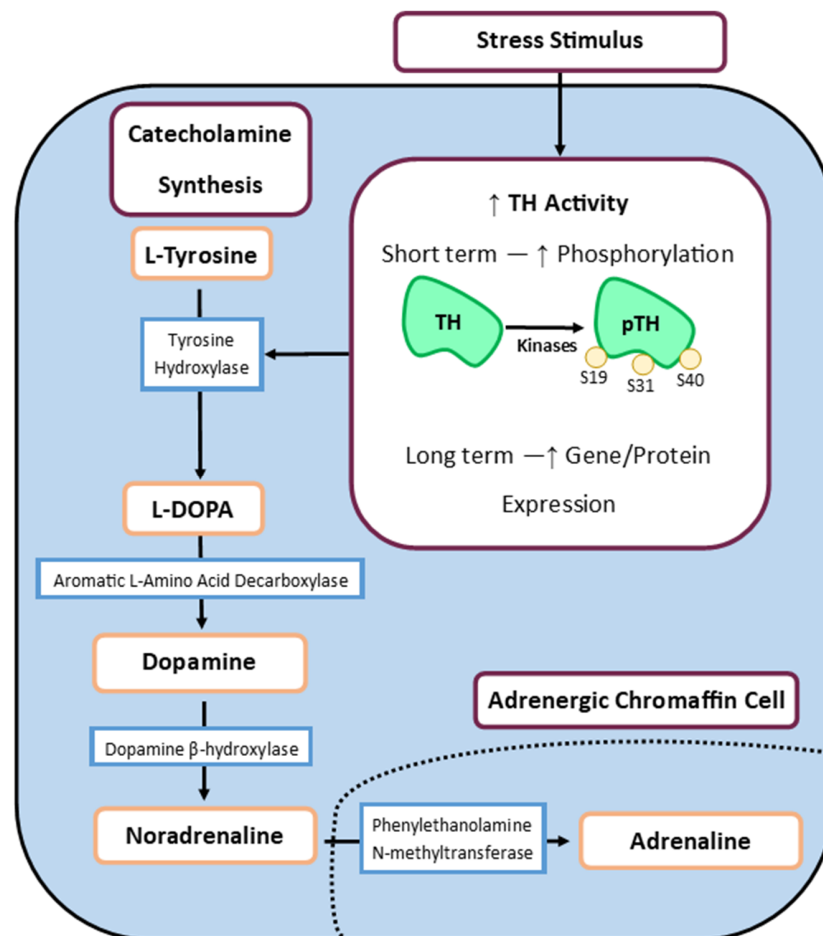 Stress Stimulus
Catecholamine
Synthesis
↑ TH Activity
Short term — ↑ Phosphorylation
TH
Kinases
pTH
S19
S31
S40
Long term —↑ Gene/Protein
Expression
L-Tyrosine
Tyrosine
Hydroxylase
L-DOPA
Aromatic L-Amino Acid Decarboxylase
Dopamine
Dopamine β-hydroxylase
Noradrenaline
Adrenergic Chromaffin Cell
Phenylethanolamine
N-methyltransferase
Adrenaline